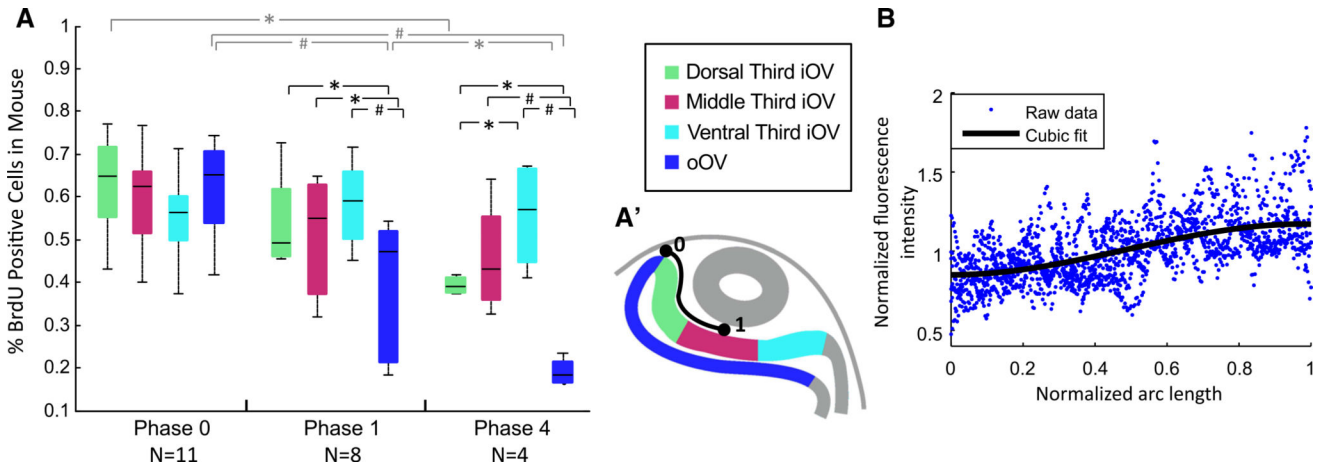 A
% BrdU Positive Cells in Mouse
1
0.9
0.8
0.7
0.6
0.5
0.4
0.3
0.2
0.1
*
#
#
*
*
*
#
*
#
#
*
Phase 0
N=11
Phase 1
N=8
Phase 4
N=4
Dorsal Third iOV
Middle Third iOV
Ventral Third iOV
oOV
A'
0
1
B
Normalized fluorescence
intensity
2
1.5
1
0.5
Raw data
Cubic fit
0
0.2
0.4
0.6
0.8
1
Normalized arc length